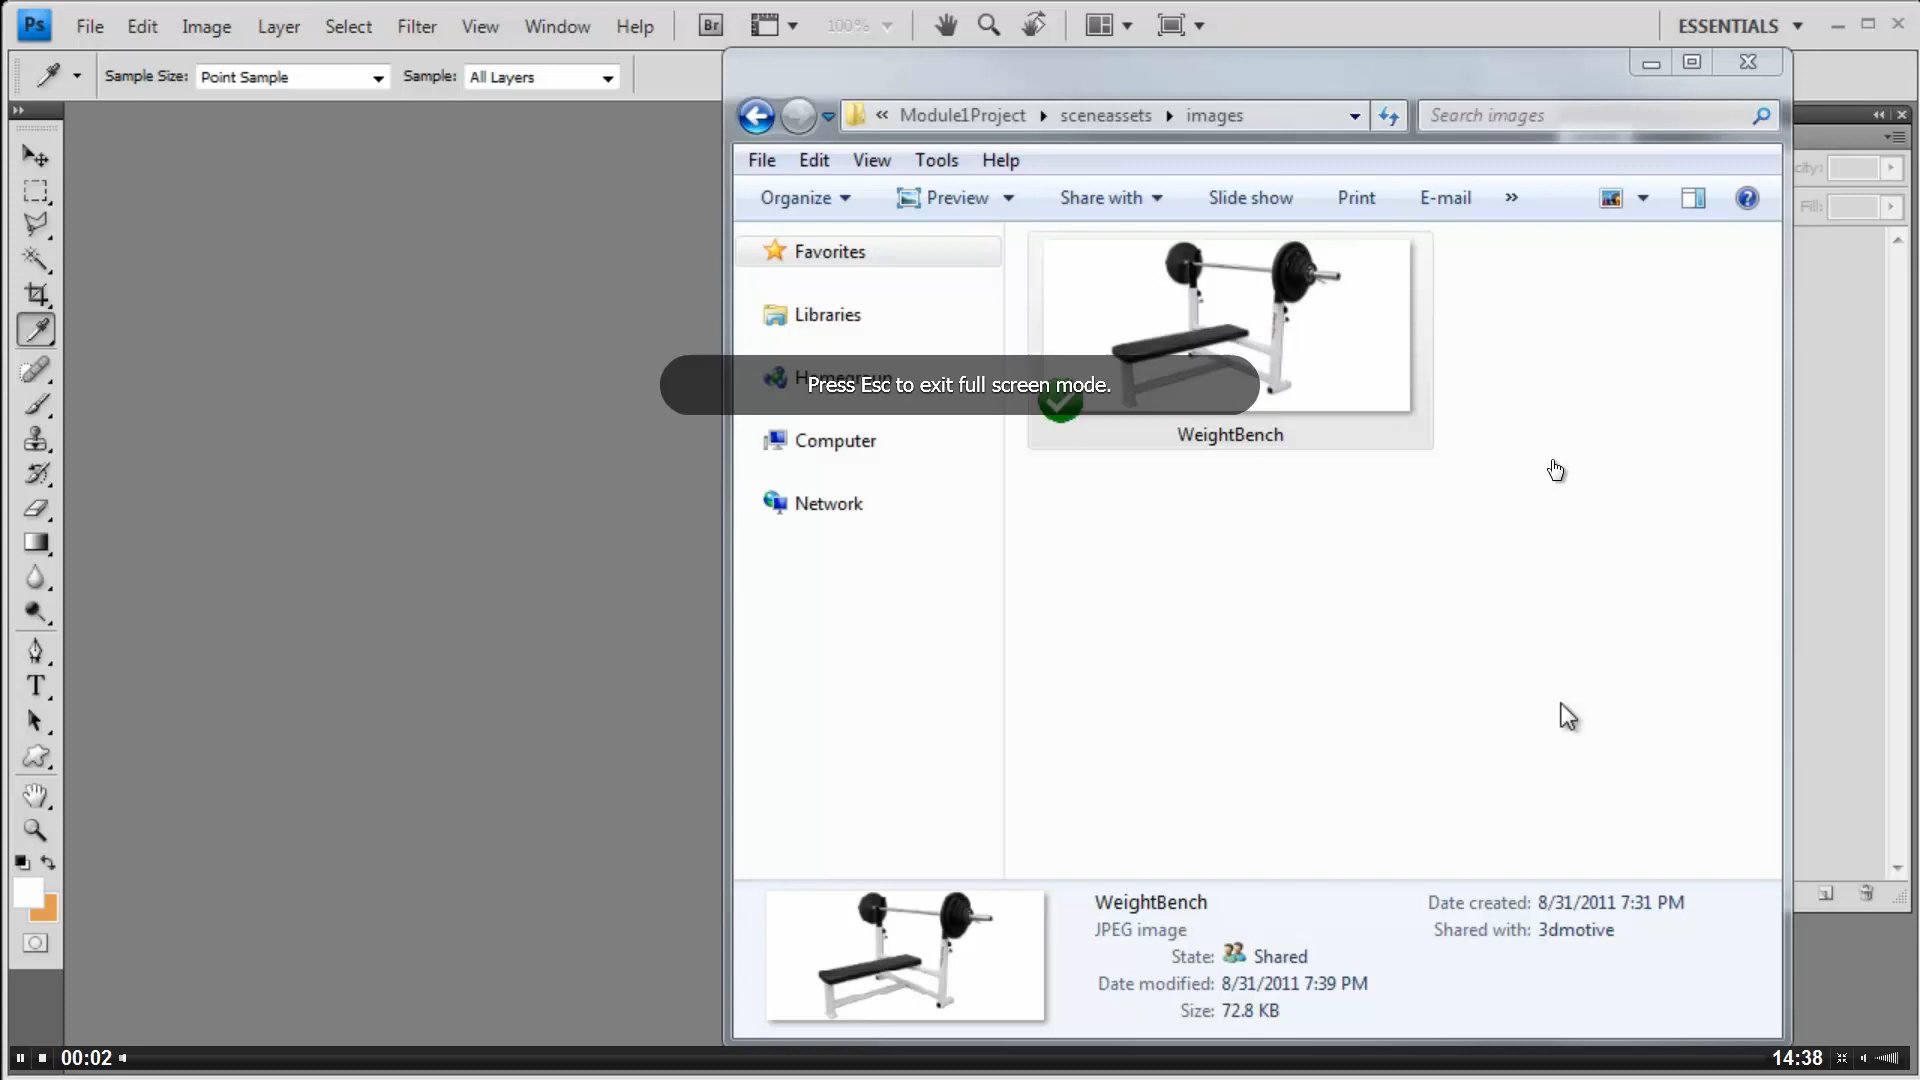 Ps File Edit Image Layer Select Filter View Window Help Br 100% ESSENTIALS
Sample Size: Point Sample Sample: All Layers
« Module1Project sceneassets images Search images
File Edit View Tools Help
Organize Preview Share with Slide show Print E-mail »
Fill:
Favorites
Libraries
Homegroup
Press Esc to exit full screen mode.
WeightBench
Computer
Network
T
WeightBench
JPEG image
State: Shared
Date modified: 8/31/2011 7:39 PM
Size: 72.8 KB
Date created: 8/31/2011 7:31 PM
Shared with: 3dmotive
00:02
14:38